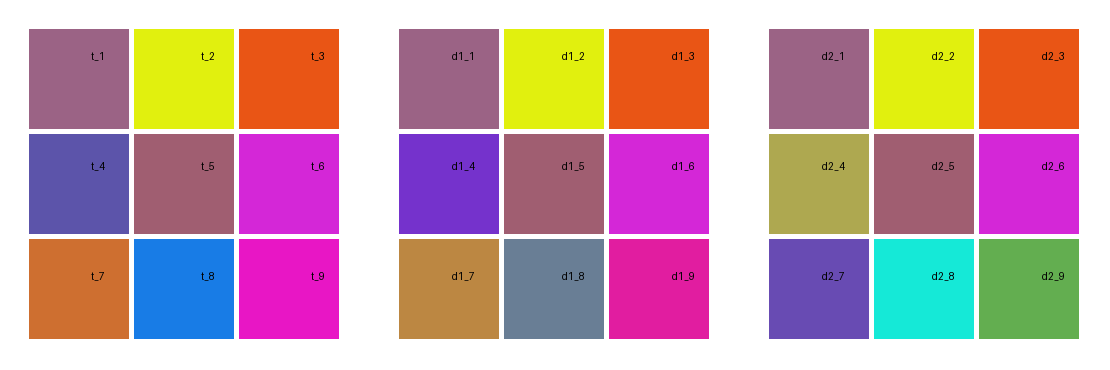 t_1 t_2 t_3 d1_1 d1_2 d1_3 d2_1 d2_2 d2_3
t_4 t_5 t_6 d1_4 d1_5 d1_6 d2_4 d2_5 d2_6
t_7 t_8 t_9 d1_7 d1_8 d1_9 d2_7 d2_8 d2_9